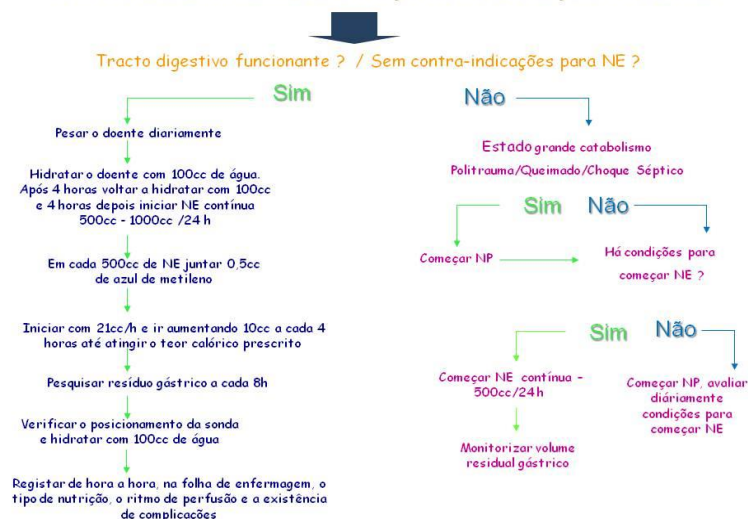 Tracto digestivo funcionante ? / Sem contra-indicações para NE ?
Sim
Pesar o doente diariamente
Hidratar o doente com 100cc de água.
Após 4 horas voltar a hidratar com 100cc
e 4 horas depois iniciar NE contínua
500cc - 1000cc /24 h
Em cada 500cc de NE juntar 0,5cc
de azul de metileno
Iniciar com 21cc/h e ir aumentando 10cc a cada 4
horas até atingir o teor calórico prescrito
Pesquisar resíduo gástrico a cada 8h
Verificar o posicionamento da sonda
e hidratar com 100cc de água
Registar de hora a hora, na folha de enfermagem, o
tipo de nutrição, o ritmo de perfusão e a existência
de complicações
Não
Estado grande catabolismo
Politrauma/Queimado/Choque Séptico
Sim
Não
Começar NP
Há condições para
começar NE ?
Sim
Não
Começar NE contínua –
500cc/24h
Monitorizar volume
residual gástrico
Começar NP, avaliar
diáriamente
condições para
começar NE